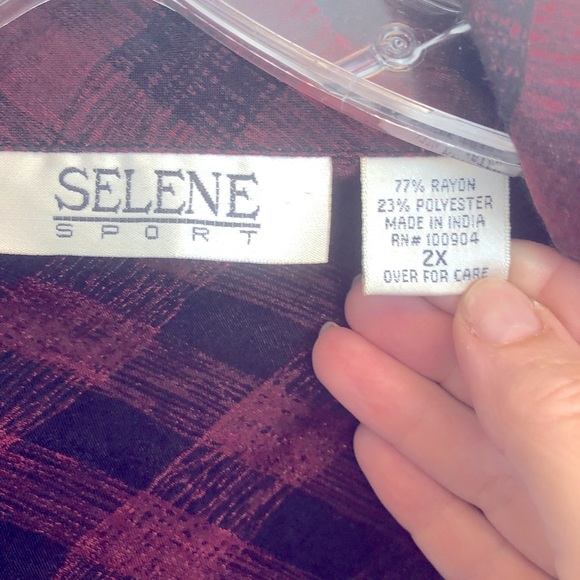 SELENE
SPORT
77% RAYON
23% POLYESTER
MADE IN INDIA
RN# 100904
2X
OVER FOR CARE